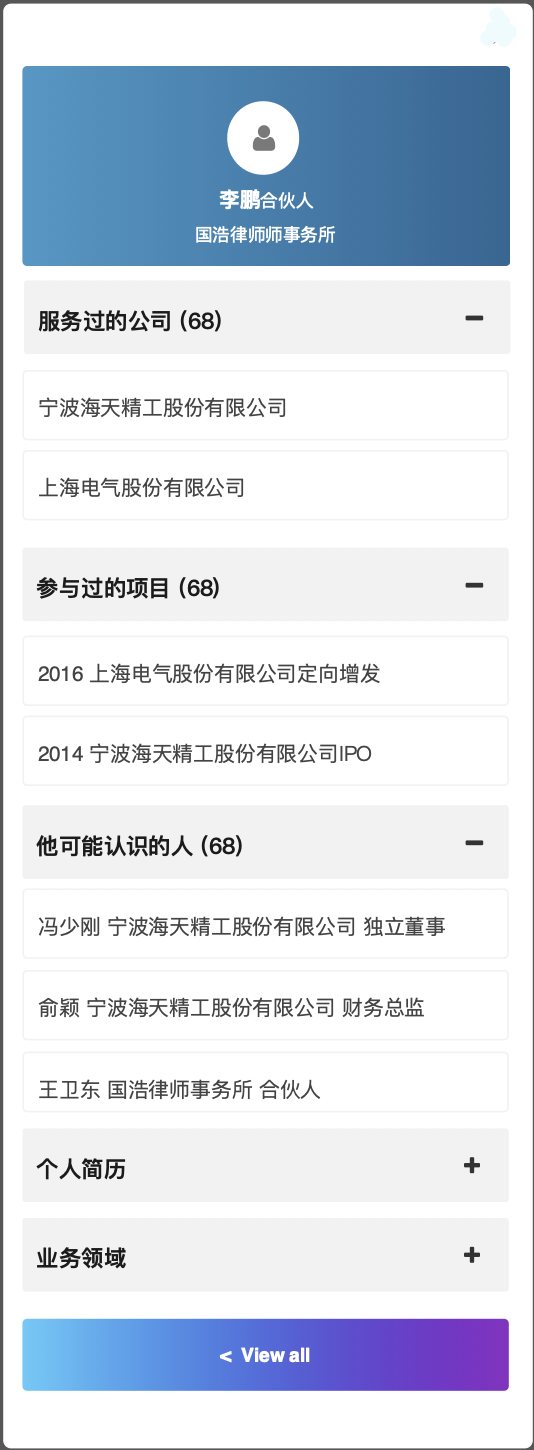 李鹏合伙人
国浩律师师事务所
服务过的公司 (68)
宁波海天精工股份有限公司
上海电气股份有限公司
参与过的项目 (68)
2016 上海电气股份有限公司定向增发
2014 宁波海天精工股份有限公司IPO
他可能认识的人 (68)
冯少刚 宁波海天精工股份有限公司 独立董事
俞颖 宁波海天精工股份有限公司 财务总监
王卫东 国浩律师事务所 合伙人
个人简历
业务领域
< View all